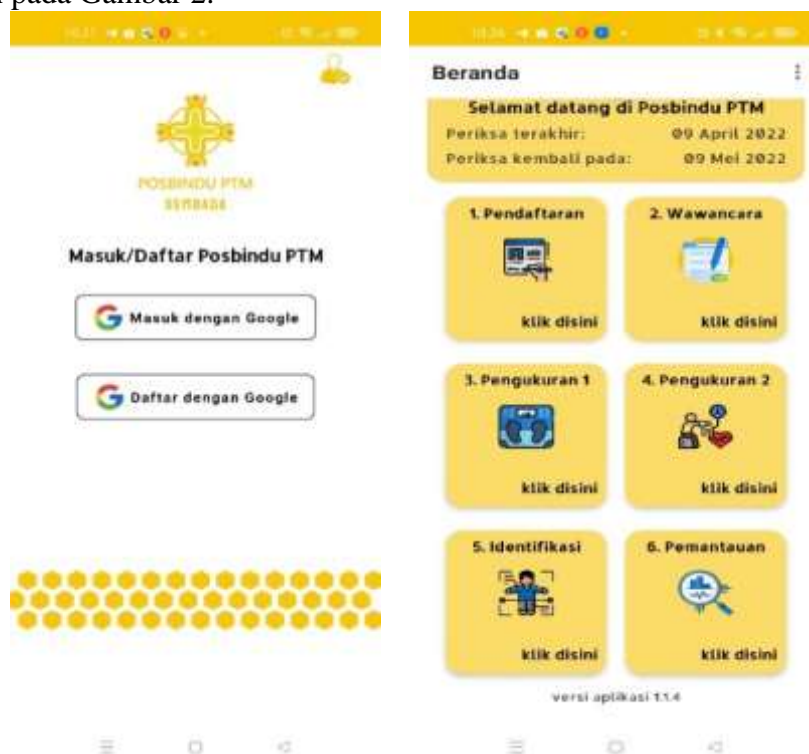 pada Gambar 2.
POSBINDU PTM
Masuk/Daftar Posbindu PTM
Masuk dengan Google
Daftar dengan Google
Beranda
Selamat datang di Posbindu PTM
Periksa terakhir: 09 April 2022
Periksa kembali pada: 09 Mei 2022
1. Pendaftaran
klik disini
2. Wawancara
klik disini
3. Pengukuran 1
klik disini
4. Pengukuran 2
klik disini
5. Identifikasi
klik disini
6. Pemantauan
klik disini
versi aplikasi 1.1.4